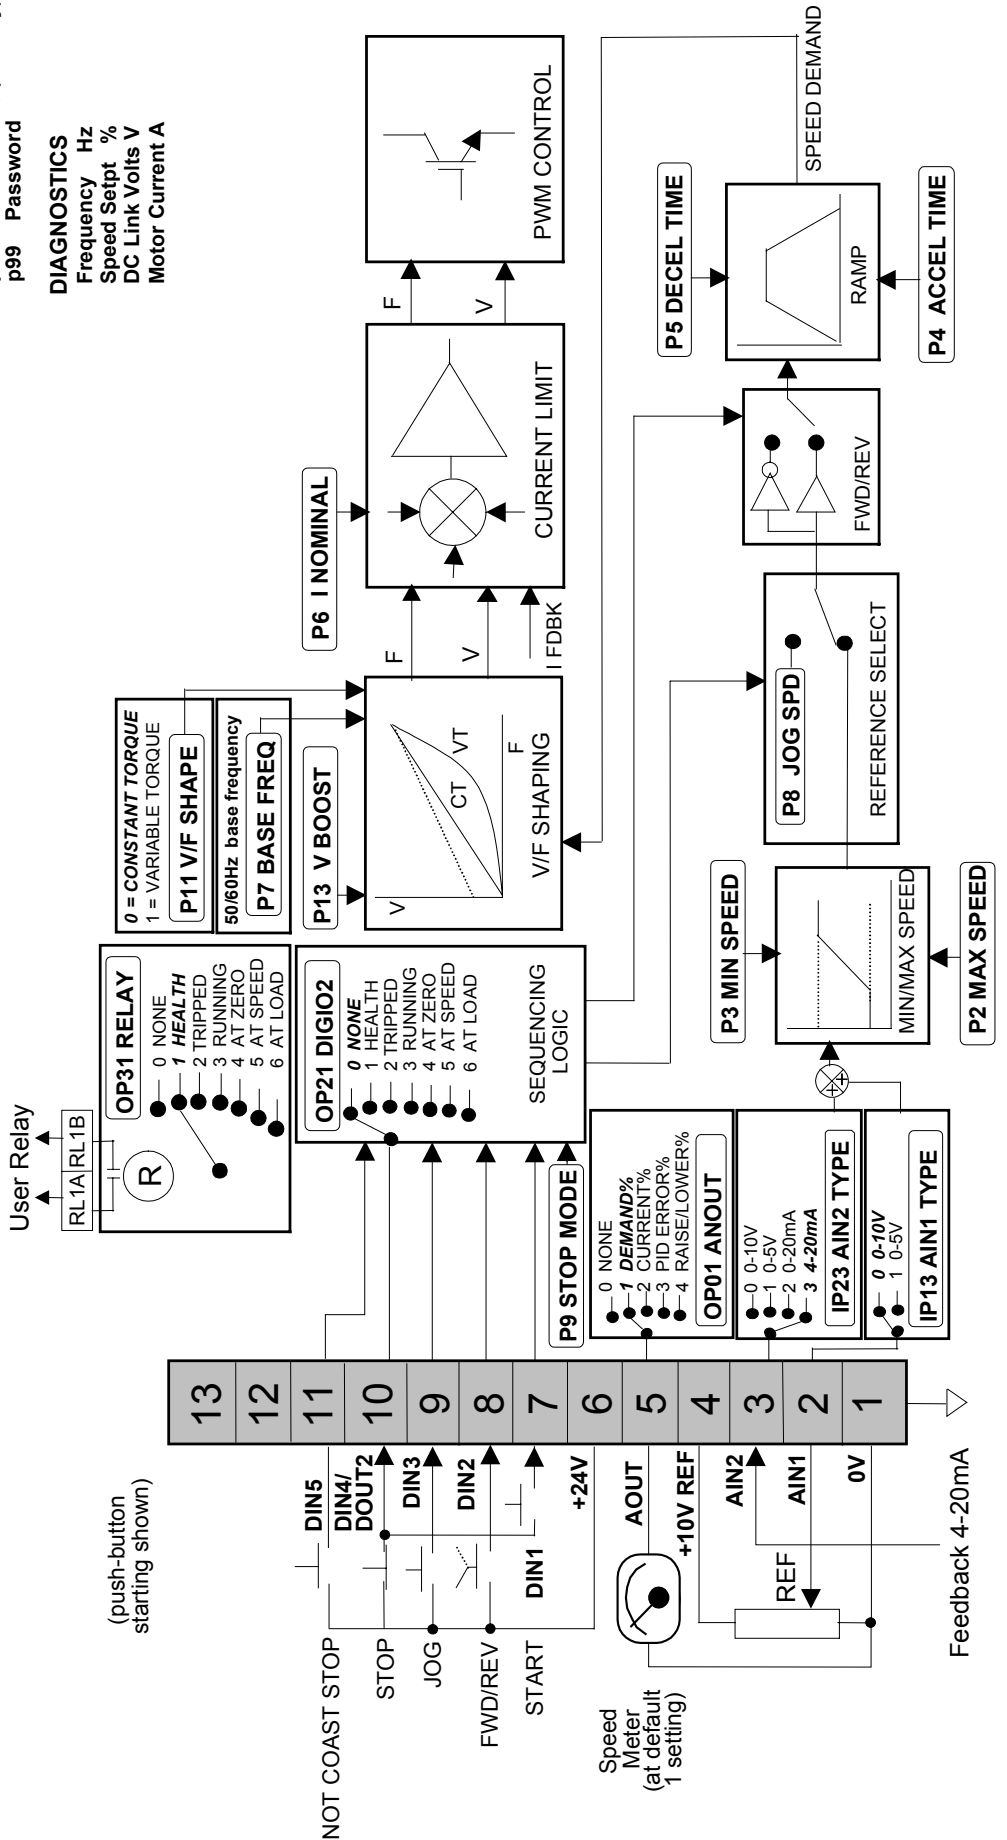 p99 Password
DIAGNOSTICS
Frequency Hz
Speed Setpt %
DC Link Volts V
Motor Current A
PWM CONTROL
F
V
CURRENT LIMIT
P6 I NOMINAL
F
V
I FDBK
0 = CONSTANT TORQUE
1 = VARIABLE TORQUE
P11 V/F SHAPE
50/60Hz base frequency
P7 BASE FREQ
P13 V BOOST
V
CT
VT
F
V/F SHAPING
SPEED DEMAND
P5 DECEL TIME
RAMP
P4 ACCEL TIME
FWD/REV
P8 JOG SPD
REFERENCE SELECT
P3 MIN SPEED
MIN/MAX SPEED
P2 MAX SPEED
User Relay
RL1A
RL1B
R
OP31 RELAY
0 NONE
1 HEALTH
2 TRIPPED
3 RUNNING
4 AT ZERO
5 AT SPEED
6 AT LOAD
OP21 DIGIO2
0 NONE
1 HEALTH
2 TRIPPED
3 RUNNING
4 AT ZERO
5 AT SPEED
6 AT LOAD
SEQUENCING
LOGIC
P9 STOP MODE
0 NONE
1 DEMAND%
2 CURRENT%
3 PID ERROR%
4 RAISE/LOWER%
OP01 ANOUT
0 0-10V
1 0-5V
2 0-20mA
3 4-20mA
IP23 AIN2 TYPE
0 0-10V
1 0-5V
IP13 AIN1 TYPE
+
+
13
12
11
10
9
8
7
6
5
4
3
2
1
(push-button
starting shown)
DIN5
DIN4/
DOUT2
DIN3
DIN2
DIN1
+24V
AOUT
+10V REF
AIN2
AIN1
0V
REF
NOT COAST STOP
STOP
JOG
FWD/REV
START
Speed
Meter
(at default
1 setting)
Feedback 4-20mA